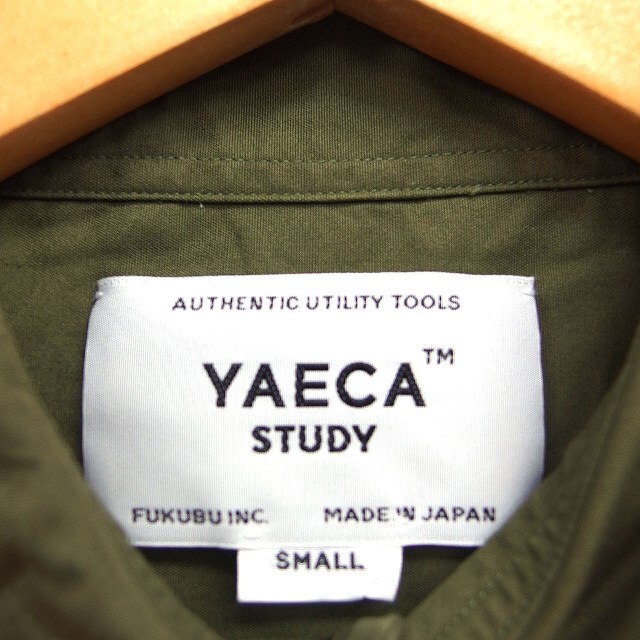 AUTHENTIC UTILITY TOOLS
YAECA™
STUDY
FUKUBU INC. MADE IN JAPAN
SMALL